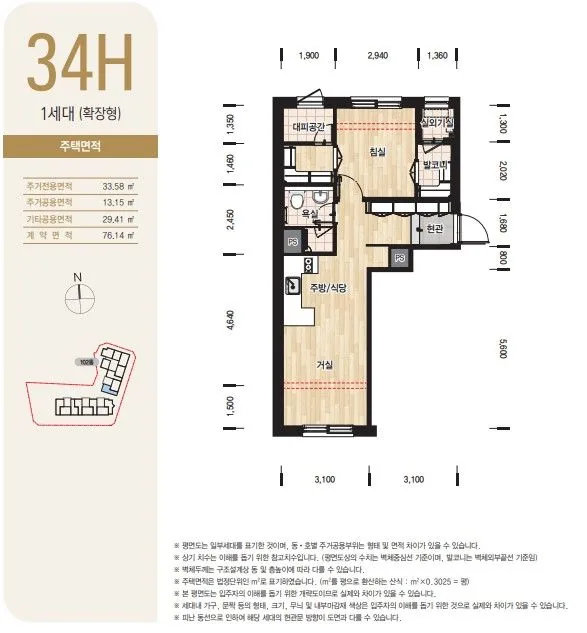 34H
1세대 (확장형)
주택면적
주거전용면적 33.58 ㎡
주거공용면적 13.15 ㎡
기타공용면적 29.41 ㎡
계 약 면 적 76.14 ㎡
N
102동
1,900 2,940 1,360
1,350
1,460
2,450
4,640
1,500
대피공간
침실
실외기실
발코니
욕실
PS
현관
PS
주방/식당
거실
1,300
2,020
1,680
800
5,600
3,100 3,100
※ 평면도는 일부세대를 표기한 것이며, 동·호별 주거공용부위는 형태 및 면적 차이가 있을 수 있습니다.
※ 상기 치수는 이해를 돕기 위한 참고치수입니다. (평면도상의 수치는 벽체중심선 기준이며, 발코니는 벽체외부끝선 기준임)
※ 벽체두께는 구조설계상 동 및 층높이에 따라 다를 수 있습니다.
※ 주택면적은 법정단위인 ㎡로 표기하였습니다. (㎡를 평으로 환산하는 산식 : ㎡×0.3025 = 평)
※ 본 평면도는 입주자의 이해를 돕기 위한 개략도이므로 실제와 차이가 있을 수 있습니다.
※ 세대내 가구, 문짝 등의 형태, 크기, 무늬 및 내부마감재 색상은 입주자의 이해를 돕기 위한 것으로 실제와 차이가 있을 수 있습니다.
※ 피난 동선으로 인하여 해당 세대의 현관문 방향이 도면과 다를 수 있습니다.